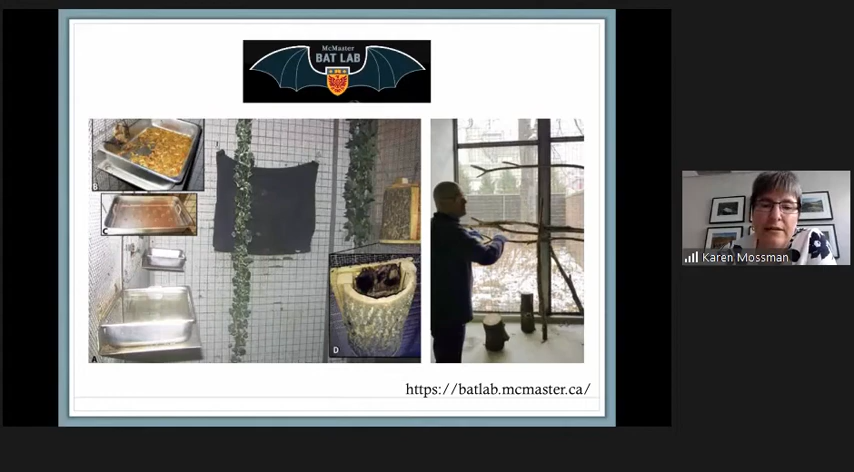 McMaster
BAT LAB
B
C
A
D
https://batlab.mcmaster.ca/
Karen Mossman